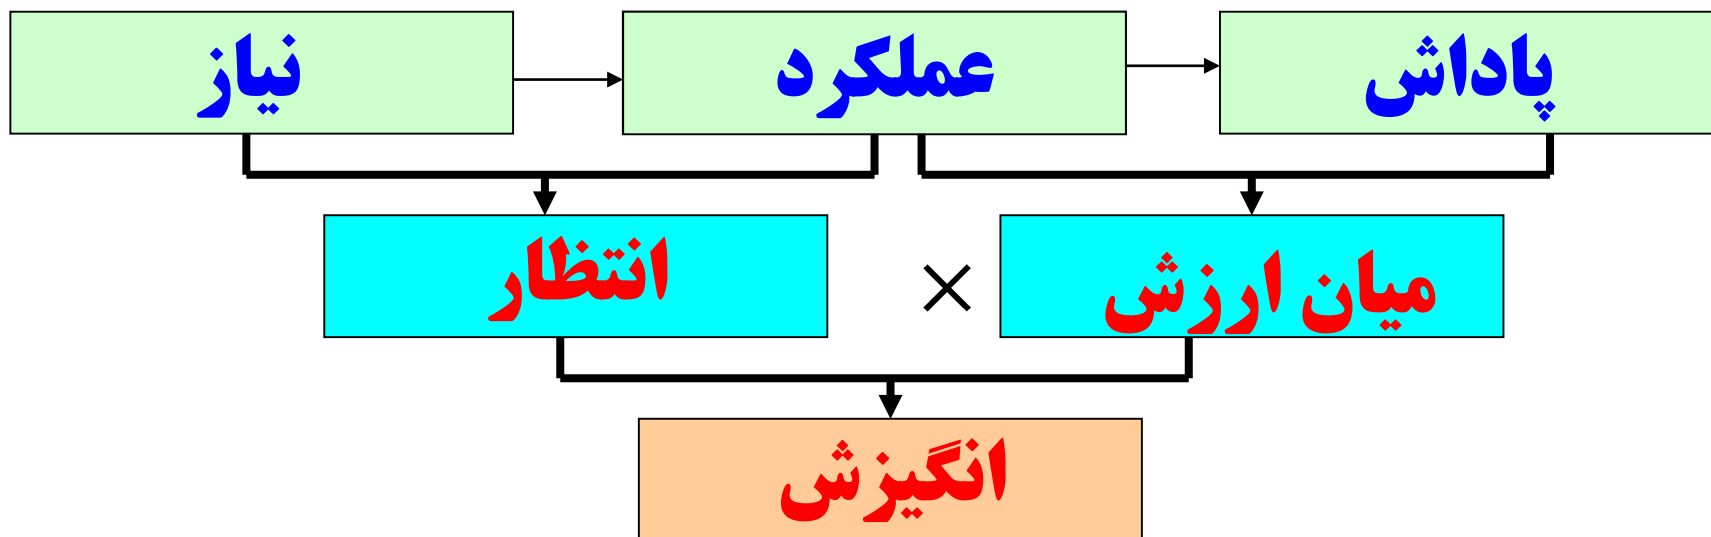 نیاز
عملکرد
پاداش
انتظار
×
میان ارزش
انگیزش